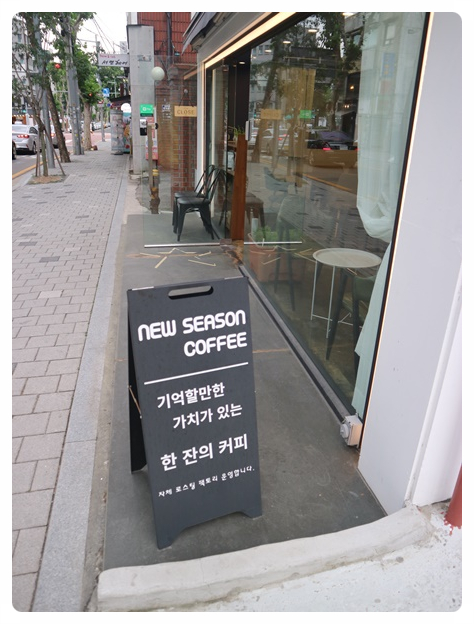 NEW SEASON
COFFEE
기억할만한
가치가 있는
한 잔의 커피
자체 로스팅 팩토리 운영합니다.